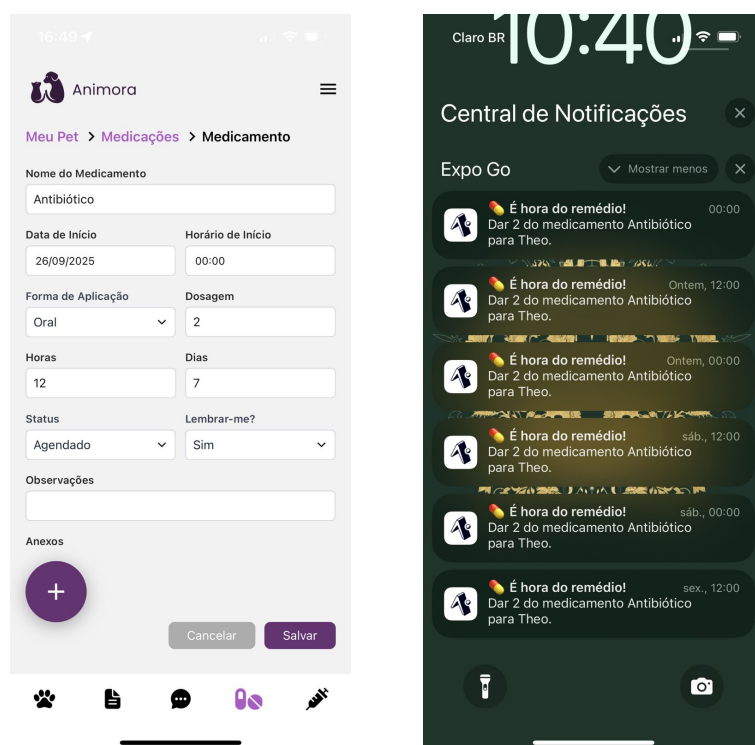 16:49
Animora
Meu Pet > Medicações > Medicamento
Nome do Medicamento
Antibiótico
Data de Início
Horário de Início
26/09/2025
00:00
Forma de Aplicação
Dosagem
Oral
2
Horas
Dias
12
7
Status
Lembrar-me?
Agendado
Sim
Observações
Anexos
+
Cancelar
Salvar
Claro BR
10:40
Central de Notificações
Expo Go
Mostrar menos
É hora do remédio!
00:00
Dar 2 do medicamento Antibiótico
para Theo.
É hora do remédio!
Ontem, 12:00
Dar 2 do medicamento Antibiótico
para Theo.
É hora do remédio!
Ontem, 00:00
Dar 2 do medicamento Antibiótico
para Theo.
É hora do remédio!
sáb., 12:00
Dar 2 do medicamento Antibiótico
para Theo.
É hora do remédio!
sáb., 00:00
Dar 2 do medicamento Antibiótico
para Theo.
É hora do remédio!
sex., 12:00
Dar 2 do medicamento Antibiótico
para Theo.